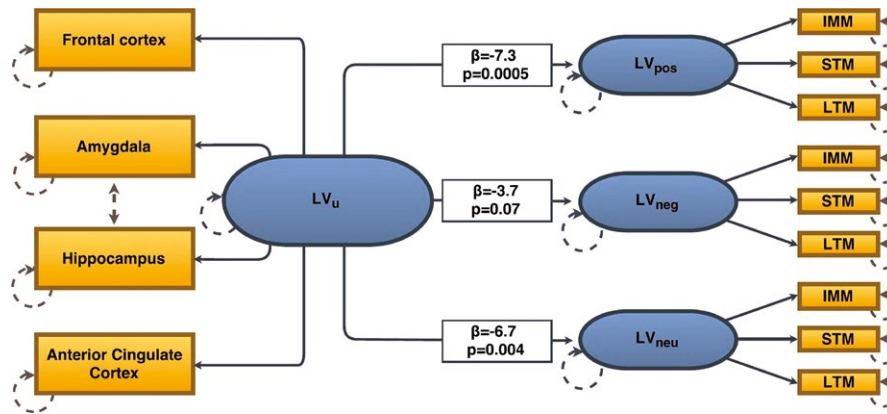 Frontal cortex
Amygdala
Hippocampus
Anterior Cingulate
Cortex
LVu
β=-7.3
p=0.0005
β=-3.7
p=0.07
β=-6.7
p=0.004
LVpos
LVneg
LVneu
IMM
STM
LTM
IMM
STM
LTM
IMM
STM
LTM